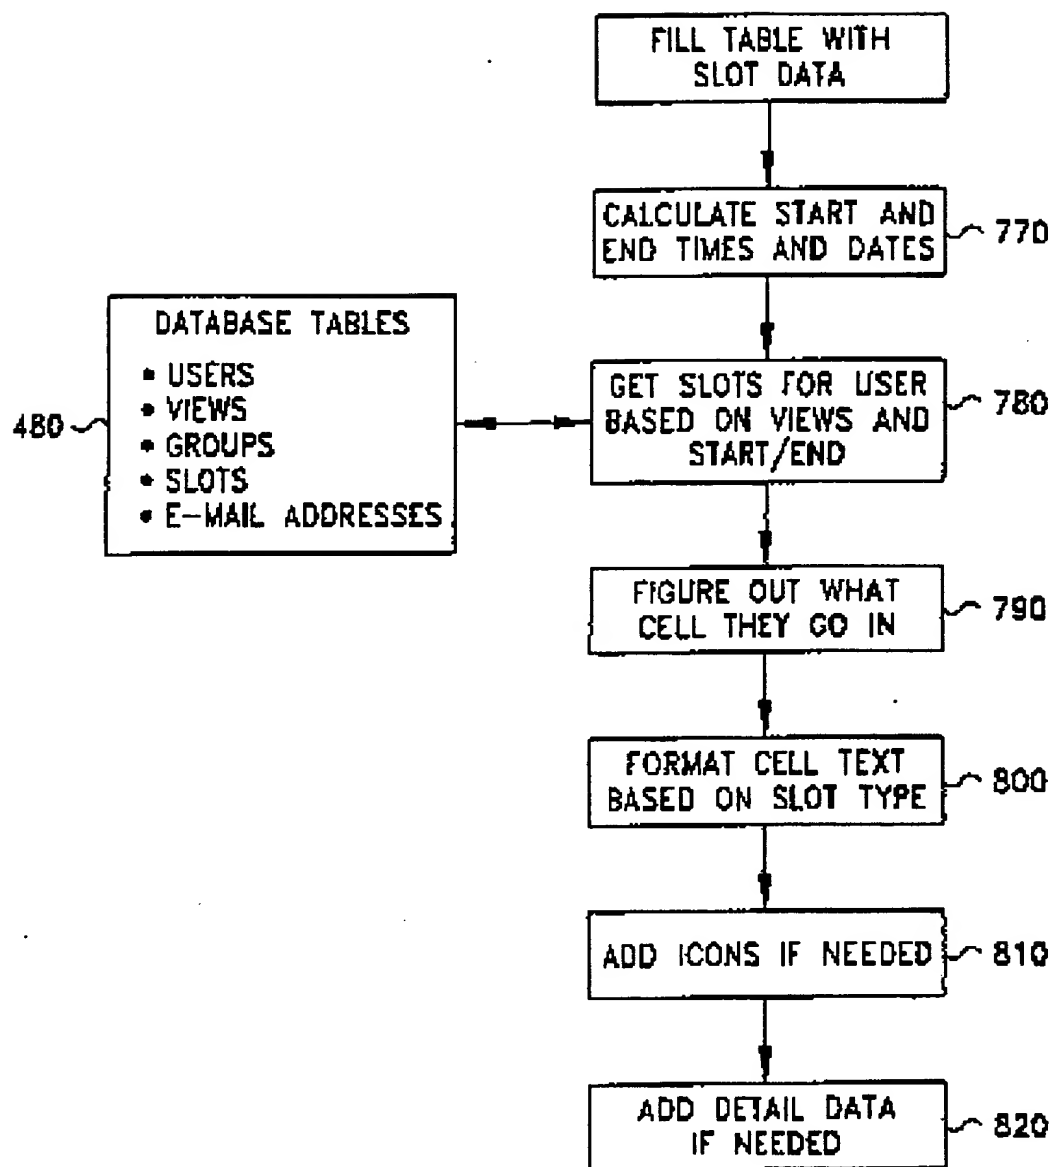 FILL TABLE WITH
SLOT DATA
CALCULATE START AND
END TIMES AND DATES
770
DATABASE TABLES
• USERS
• VIEWS
• GROUPS
• SLOTS
• E-MAIL ADDRESSES
480
GET SLOTS FOR USER
BASED ON VIEWS AND
START/END
780
FIGURE OUT WHAT
CELL THEY GO IN
790
FORMAT CELL TEXT
BASED ON SLOT TYPE
800
ADD ICONS IF NEEDED
810
ADD DETAIL DATA
IF NEEDED
820